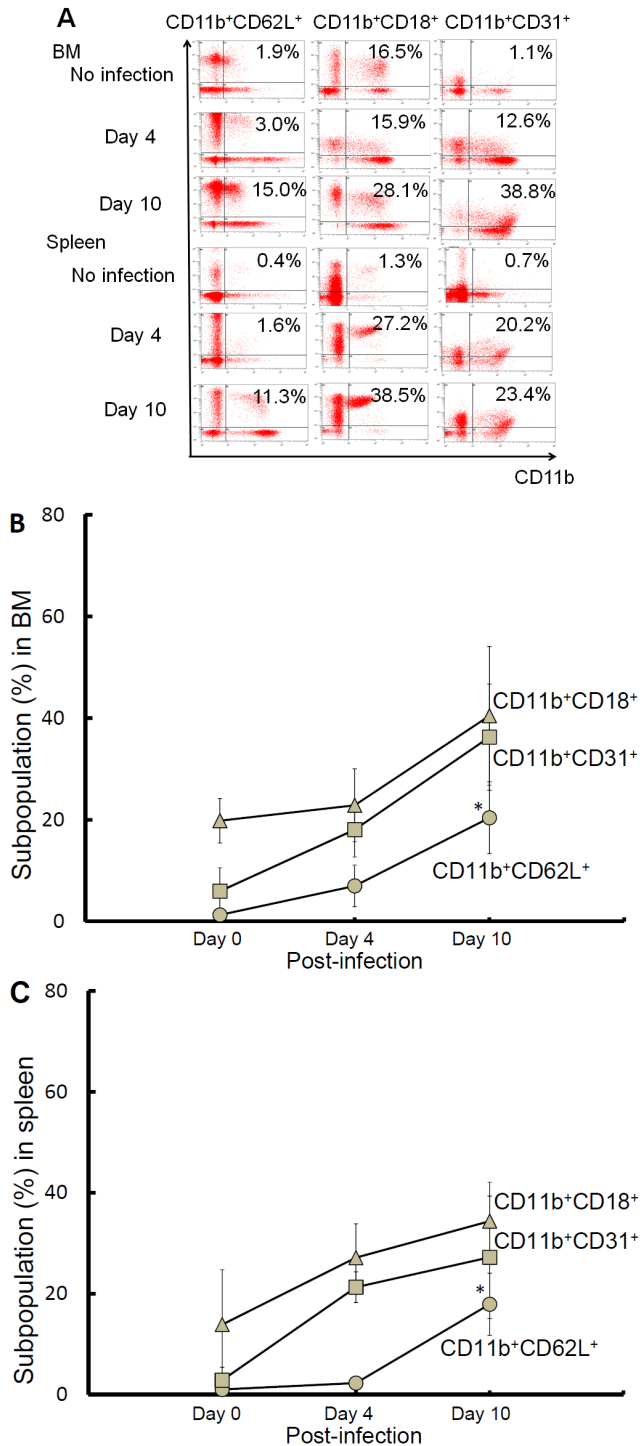 A
CD11b⁺CD62L⁺ CD11b⁺CD18⁺ CD11b⁺CD31⁺
BM
No infection 1.9% 16.5% 1.1%
Day 4 3.0% 15.9% 12.6%
Day 10 15.0% 28.1% 38.8%
Spleen
No infection 0.4% 1.3% 0.7%
Day 4 1.6% 27.2% 20.2%
Day 10 11.3% 38.5% 23.4%
CD11b
B
80
60
40
20
0
Subpopulation (%) in BM
CD11b⁺CD18⁺
CD11b⁺CD31⁺
*
CD11b⁺CD62L⁺
Day 0 Day 4 Day 10
Post-infection
C
80
60
40
20
0
Subpopulation (%) in spleen
CD11b⁺CD18⁺
CD11b⁺CD31⁺
*
CD11b⁺CD62L⁺
Day 0 Day 4 Day 10
Post-infection